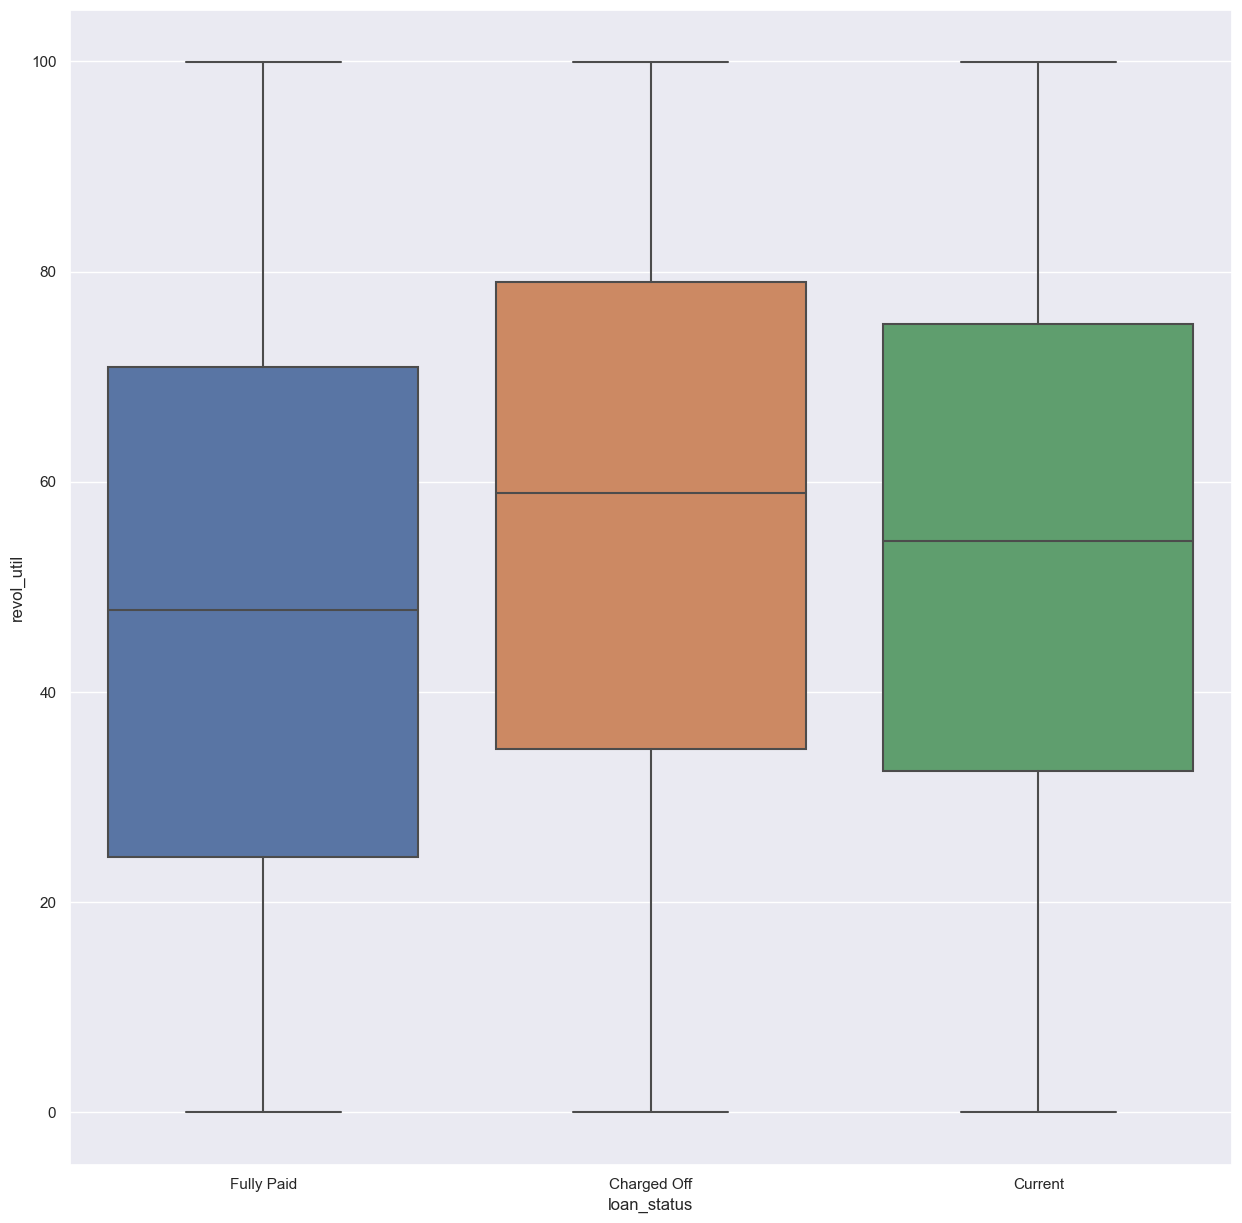 100
80
60
40
20
0
revol_util
Fully Paid
Charged Off
Current
loan_status